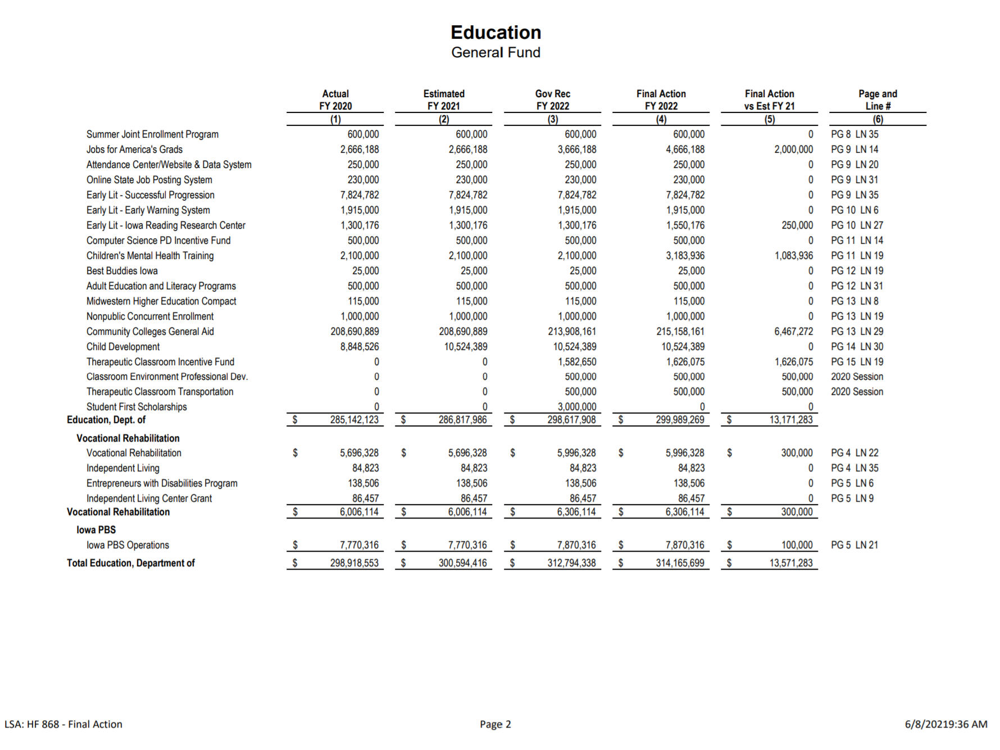 Education
General Fund
Actual Estimated Gov Rec Final Action Final Action Page and
FY 2020 FY 2021 FY 2022 FY 2022 vs Est FY 21 Line #
(1) (2) (3) (4) (5) (6)
Summer Joint Enrollment Program 600,000 600,000 600,000 600,000 0 PG 8 LN 35
Jobs for America's Grads 2,666,188 2,666,188 3,666,188 4,666,188 2,000,000 PG 9 LN 14
Attendance Center/Website & Data System 250,000 250,000 250,000 250,000 0 PG 9 LN 20
Online State Job Posting System 230,000 230,000 230,000 230,000 0 PG 9 LN 31
Early Lit - Successful Progression 7,824,782 7,824,782 7,824,782 7,824,782 0 PG 9 LN 35
Early Lit - Early Warning System 1,915,000 1,915,000 1,915,000 1,915,000 0 PG 10 LN 6
Early Lit - Iowa Reading Research Center 1,300,176 1,300,176 1,300,176 1,550,176 250,000 PG 10 LN 27
Computer Science PD Incentive Fund 500,000 500,000 500,000 500,000 0 PG 11 LN 14
Children's Mental Health Training 2,100,000 2,100,000 2,100,000 3,183,936 1,083,936 PG 11 LN 19
Best Buddies Iowa 25,000 25,000 25,000 25,000 0 PG 12 LN 19
Adult Education and Literacy Programs 500,000 500,000 500,000 500,000 0 PG 12 LN 31
Midwestern Higher Education Compact 115,000 115,000 115,000 115,000 0 PG 13 LN 8
Nonpublic Concurrent Enrollment 1,000,000 1,000,000 1,000,000 1,000,000 0 PG 13 LN 19
Community Colleges General Aid 208,690,889 208,690,889 213,908,161 215,158,161 6,467,272 PG 13 LN 29
Child Development 8,848,526 10,524,389 10,524,389 10,524,389 0 PG 14 LN 30
Therapeutic Classroom Incentive Fund 0 0 1,582,650 1,626,075 1,626,075 PG 15 LN 19
Classroom Environment Professional Dev. 0 0 500,000 500,000 500,000 2020 Session
Therapeutic Classroom Transportation 0 0 500,000 500,000 500,000 2020 Session
Student First Scholarships 0 0 3,000,000 0 0
Education, Dept. of $ 285,142,123 $ 286,817,986 $ 298,617,908 $ 299,989,269 $ 13,171,283
Vocational Rehabilitation
Vocational Rehabilitation $ 5,696,328 $ 5,696,328 $ 5,996,328 $ 5,996,328 $ 300,000 PG 4 LN 22
Independent Living 84,823 84,823 84,823 84,823 0 PG 4 LN 35
Entrepreneurs with Disabilities Program 138,506 138,506 138,506 138,506 0 PG 5 LN 6
Independent Living Center Grant 86,457 86,457 86,457 86,457 0 PG 5 LN 9
Vocational Rehabilitation $ 6,006,114 $ 6,006,114 $ 6,306,114 $ 6,306,114 $ 300,000
Iowa PBS
Iowa PBS Operations $ 7,770,316 $ 7,770,316 $ 7,870,316 $ 7,870,316 $ 100,000 PG 5 LN 21
Total Education, Department of $ 298,918,553 $ 300,594,416 $ 312,794,338 $ 314,165,699 $ 13,571,283
LSA: HF 868 - Final Action Page 2 6/8/20219:36 AM